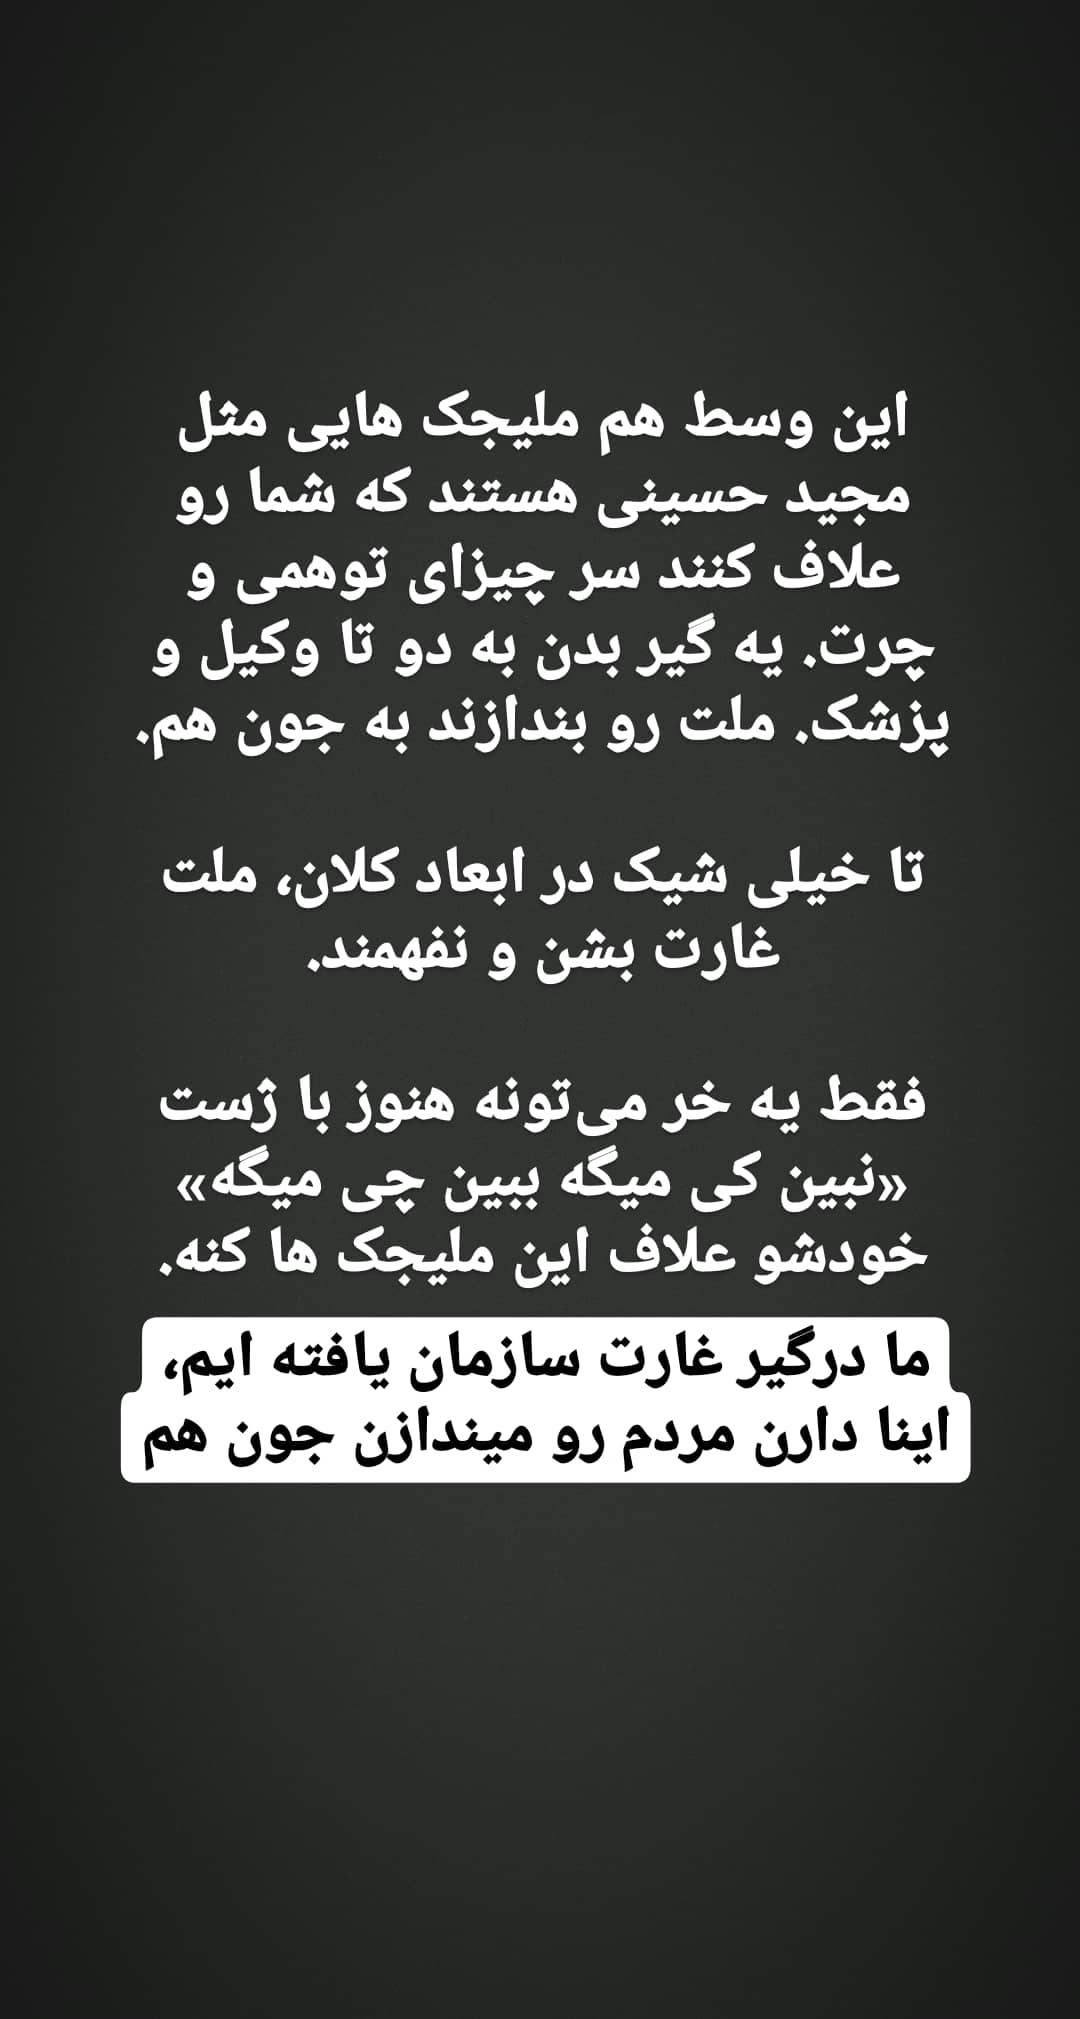 این وسط هم ملیجک هایی مثل
مجید حسینی هستند که شما رو
علاف کنند سر چیزای توهمی و
چرت. یه گیر بدن به دو تا وکیل و
پزشک. ملت رو بندازند به جون هم.
تا خیلی شیک در ابعاد کلان، ملت
غارت بشن و نفهمند.
فقط یه خر می‌تونه هنوز با ژست
«نبین کی میگه ببین چی میگه»
خودشو علاف این ملیجک ها کنه.
ما درگیر غارت سازمان یافته ایم،
اینا دارن مردم رو میندازن جون هم